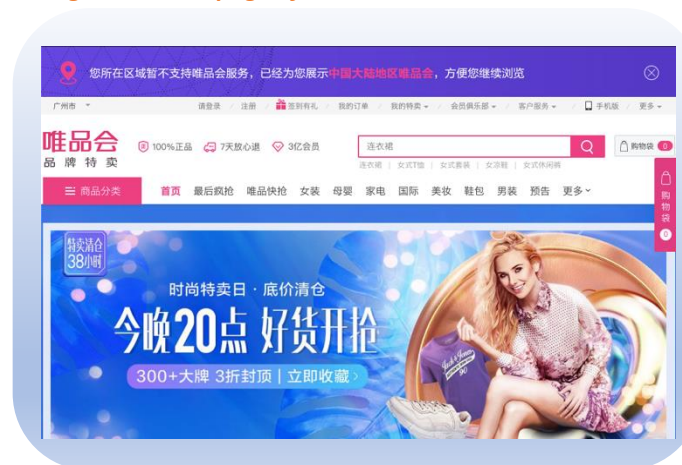 您所在区域暂不支持唯品会服务，已经为您展示中国大陆地区唯品会，方便您继续浏览
广州市 请登录 / 注册 / 签到有礼 / 我的订单 / 我的特卖 / 会员俱乐部 / 客户服务 / 手机版 / 更多
唯品会
品牌特卖
100%正品 7天放心退 3亿会员
连衣裙
购物袋 0
连衣裙 | 女式T恤 | 女式套装 | 女凉鞋 | 女式休闲裤
商品分类 首页 最后疯抢 唯品快抢 女装 母婴 家电 国际 美妆 鞋包 男装 预告 更多
购物袋
0
特卖清仓
38小时
时尚特卖日·底价清仓
今晚20点 好货开抢
300+大牌 3折封顶 | 立即收藏 >
Jack & Jones
90